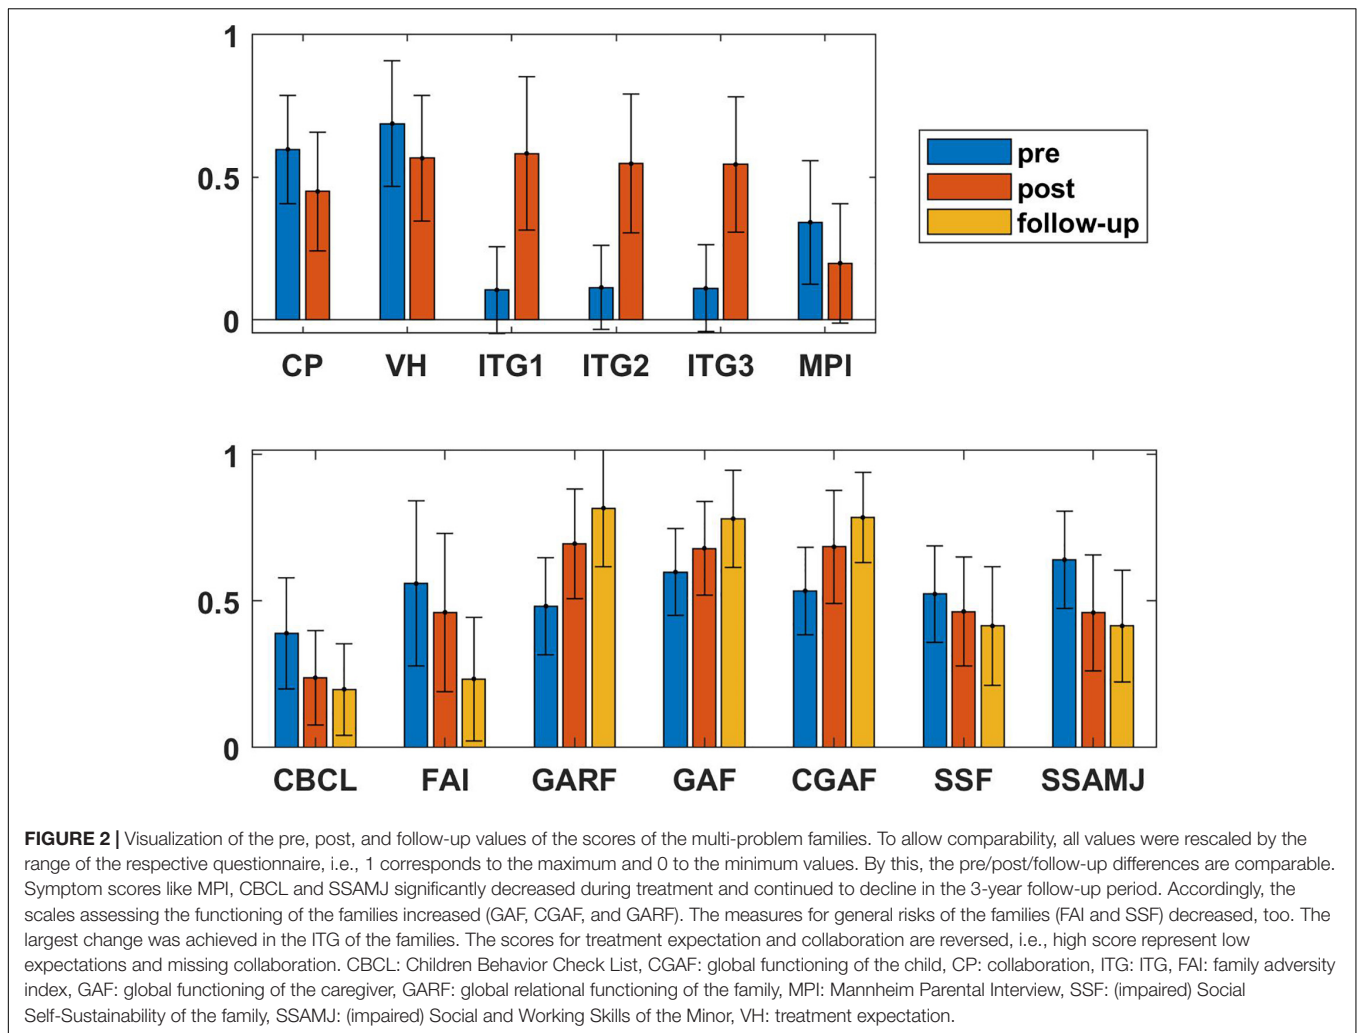 1
0.5
0
CP VH ITG1 ITG2 ITG3 MPI
pre
post
follow-up
1
0.5
0
CBCL FAI GARF GAF CGAF SSF SSAMJ
FIGURE 2 | Visualization of the pre, post, and follow-up values of the scores of the multi-problem families. To allow comparability, all values were rescaled by the
range of the respective questionnaire, i.e., 1 corresponds to the maximum and 0 to the minimum values. By this, the pre/post/follow-up differences are comparable.
Symptom scores like MPI, CBCL and SSAMJ significantly decreased during treatment and continued to decline in the 3-year follow-up period. Accordingly, the
scales assessing the functioning of the families increased (GAF, CGAF, and GARF). The measures for general risks of the families (FAI and SSF) decreased, too. The
largest change was achieved in the ITG of the families. The scores for treatment expectation and collaboration are reversed, i.e., high score represent low
expectations and missing collaboration. CBCL: Children Behavior Check List, CGAF: global functioning of the child, CP: collaboration, ITG: ITG, FAI: family adversity
index, GAF: global functioning of the caregiver, GARF: global relational functioning of the family, MPI: Mannheim Parental Interview, SSF: (impaired) Social
Self-Sustainability of the family, SSAMJ: (impaired) Social and Working Skills of the Minor, VH: treatment expectation.